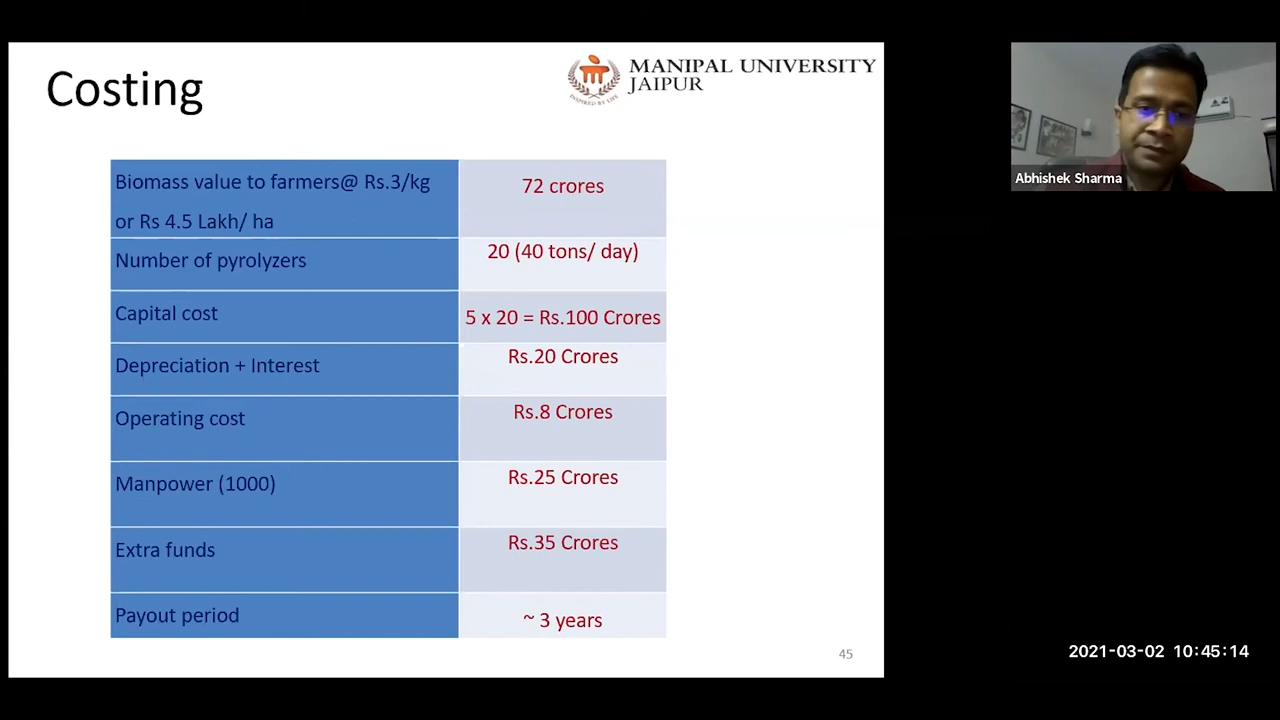 Costing
MANIPAL UNIVERSITY
JAIPUR
INSPIRED BY LIFE
Biomass value to farmers@ Rs.3/kg
or Rs 4.5 Lakh/ ha
72 crores
Number of pyrolyzers
20 (40 tons/ day)
Capital cost
5 x 20 = Rs.100 Crores
Depreciation + Interest
Rs.20 Crores
Operating cost
Rs.8 Crores
Manpower (1000)
Rs.25 Crores
Extra funds
Rs.35 Crores
Payout period
~ 3 years
45
Abhishek Sharma
2021-03-02 10:45:14